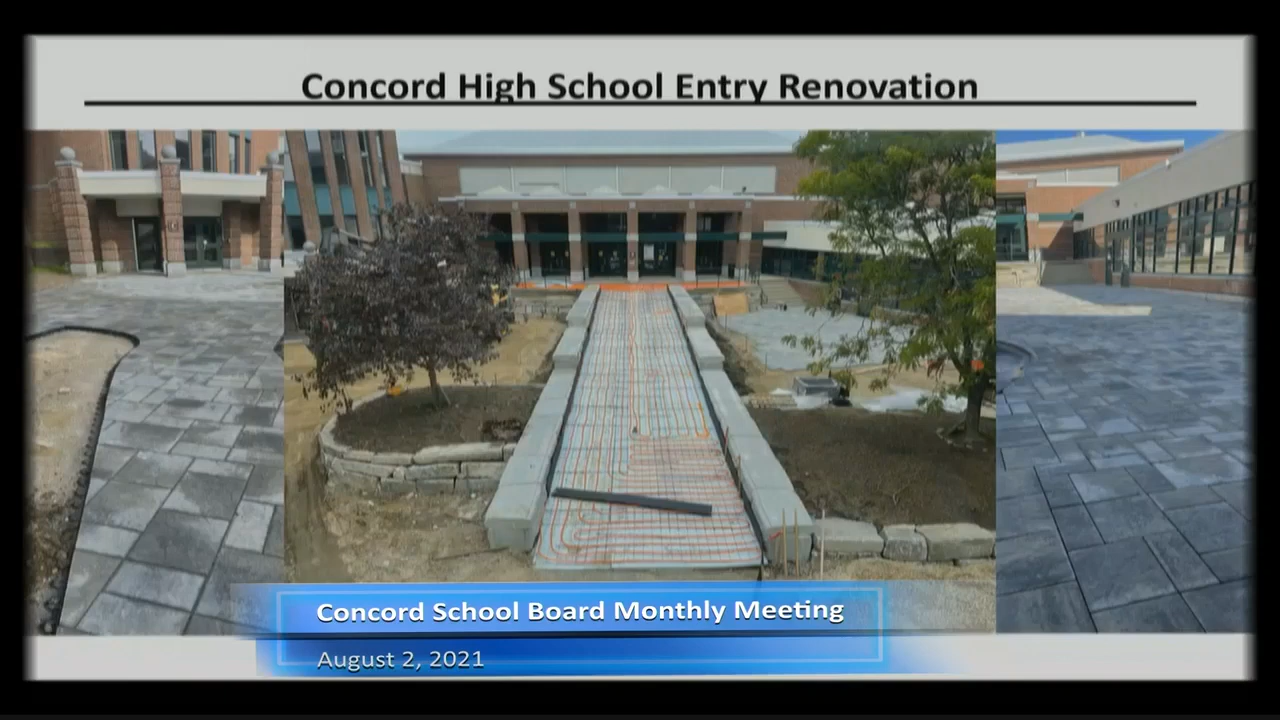 Concord High School Entry Renovation
Concord School Board Monthly Meeting
August 2, 2021